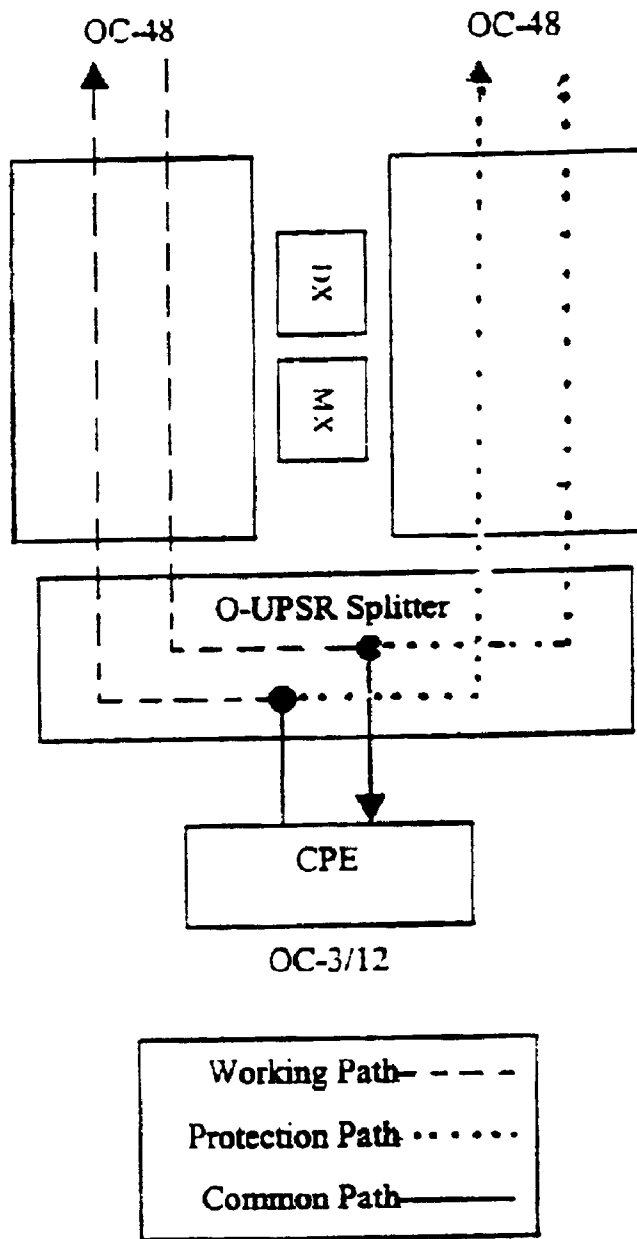 OC-48
OC-48
DX
MX
O-UPSR Splitter
CPE
OC-3/12
Working Path
Protection Path
Common Path